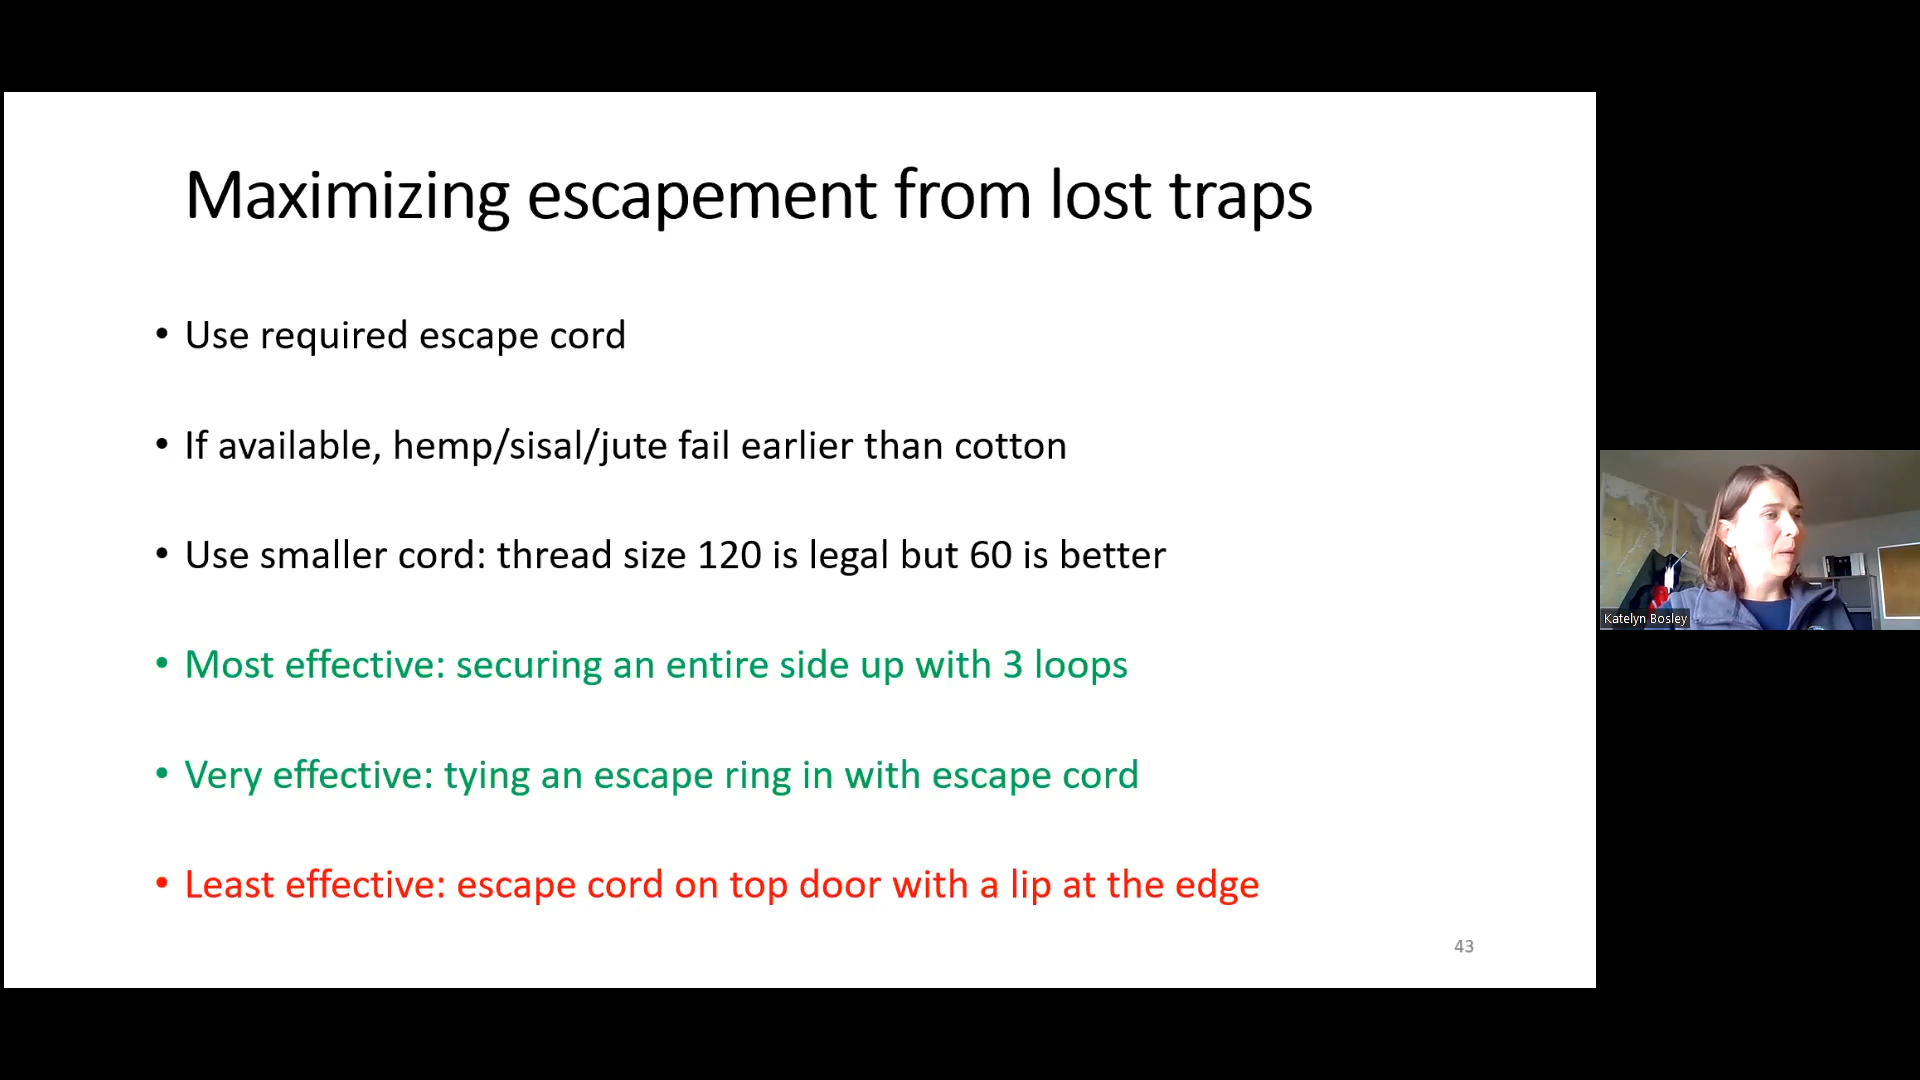 Maximizing escapement from lost traps
• Use required escape cord
• If available, hemp/sisal/jute fail earlier than cotton
• Use smaller cord: thread size 120 is legal but 60 is better
• Most effective: securing an entire side up with 3 loops
• Very effective: tying an escape ring in with escape cord
• Least effective: escape cord on top door with a lip at the edge
43
Katelyn Bosley